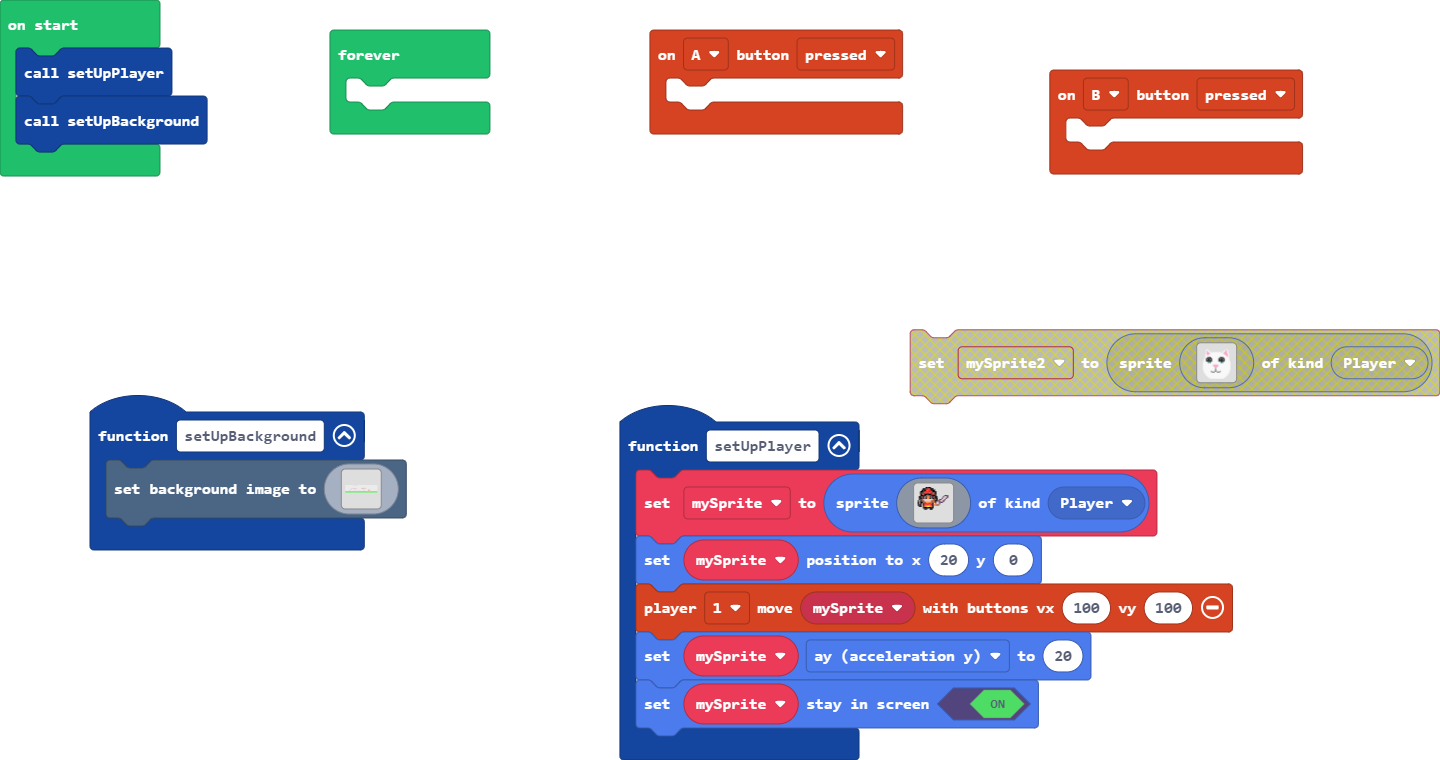 on start
call setUpPlayer
call setUpBackground
forever
on A button pressed
on B button pressed
set mySprite2 to sprite of kind Player
function setUpBackground
set background image to
function setUpPlayer
set mySprite to sprite of kind Player
set mySprite position to x 20 y 0
player 1 move mySprite with buttons vx 100 vy 100
set mySprite ay (acceleration y) to 20
set mySprite stay in screen ON